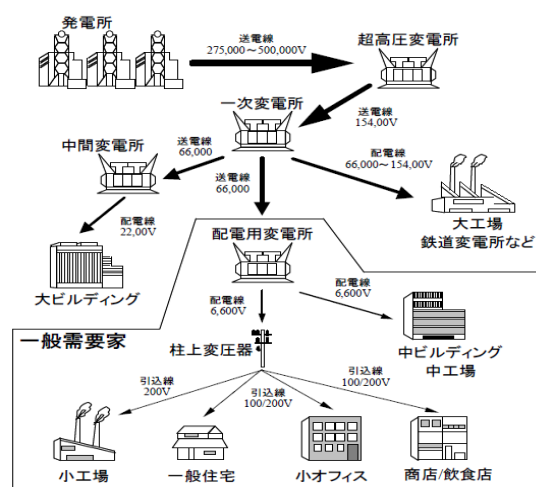 発電所
送電線
275,000～500,000V
超高圧変電所
一次変電所
送電線
154,00V
中間変電所
送電線
66,000
送電線
66,000
配電線
66,000～154,00V
大工場
鉄道変電所など
配電線
22,00V
大ビルディング
配電用変電所
配電線
6,600V
配電線
6,600V
一般需要家
柱上変圧器
中ビルディング
中工場
引込線
200V
引込線
100/200V
引込線
100/200V
引込線
100/200V
小工場
一般住宅
小オフィス
商店/飲食店